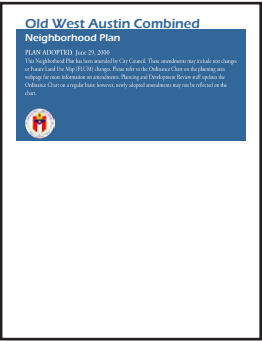 Old West Austin Combined
Neighborhood Plan
PLAN ADOPTED: June 29, 2000
This Neighborhood Plan has been amended by City Council. These amendments may include text changes
or Future Land Use Map (FLUM) changes. Please refer to the Ordinance Chart on the planning area
webpage for more information on amendments. Planning and Development Review staff updates the
Ordinance Chart on a regular basis; however, newly adopted amendments may not be reflected on the
chart.